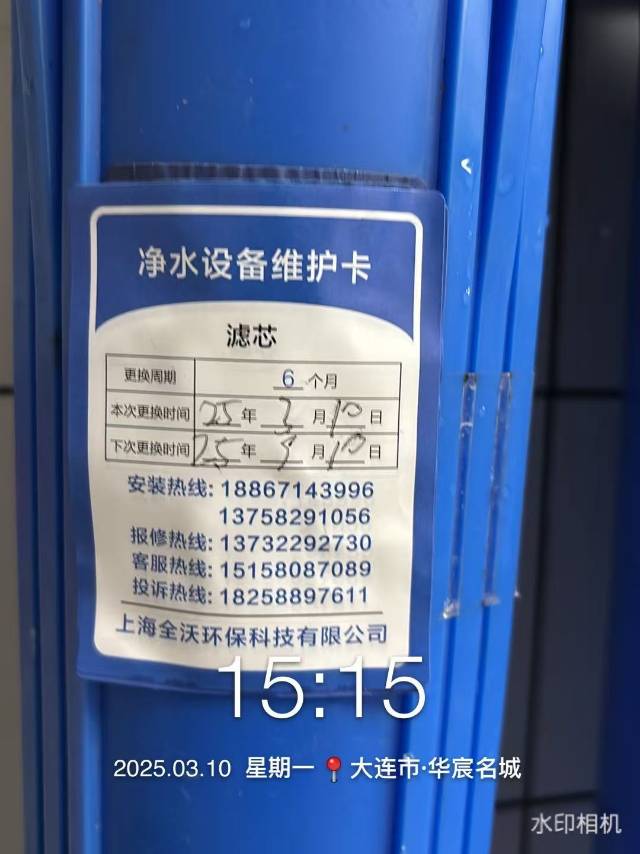 净水设备维护卡
滤芯
更换周期 6 个月
本次更换时间 25 年 3 月 10 日
下次更换时间 25 年 9 月 10 日
安装热线: 18867143996
13758291056
报修热线: 13732292730
客服热线: 15158087089
投诉热线: 18258897611
上海全沃环保科技有限公司
15:15
2025.03.10 星期一 大连市·华宸名城
水印相机